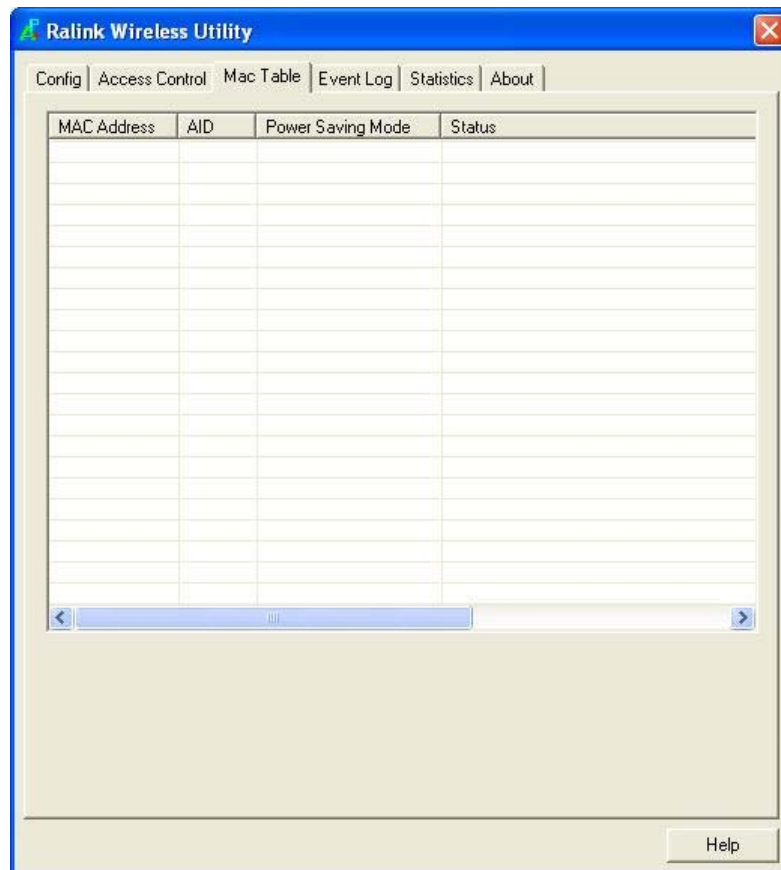 Ralink Wireless Utility
Config Access Control Mac Table Event Log Statistics About
MAC Address AID Power Saving Mode Status
Help